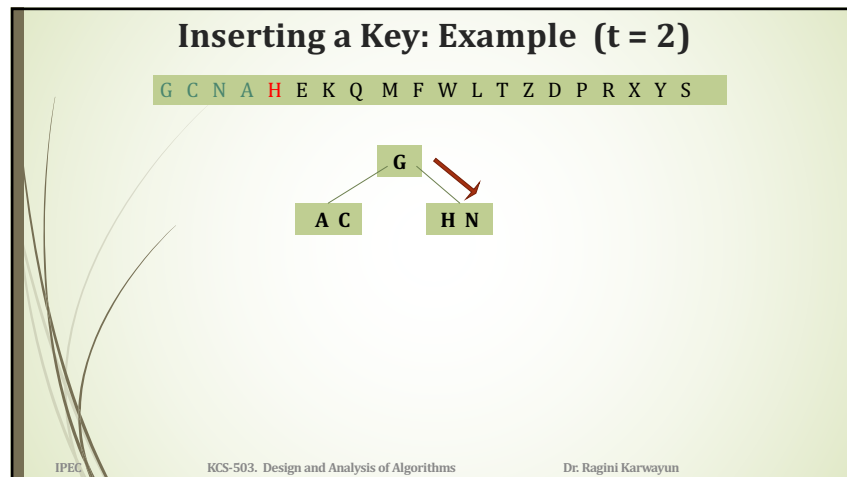 Inserting a Key: Example (t = 2)
G C N A H E K Q M F W L T Z D P R X Y S
G
A C H N
IPEC KCS-503. Design and Analysis of Algorithms Dr. Ragini Karwayun